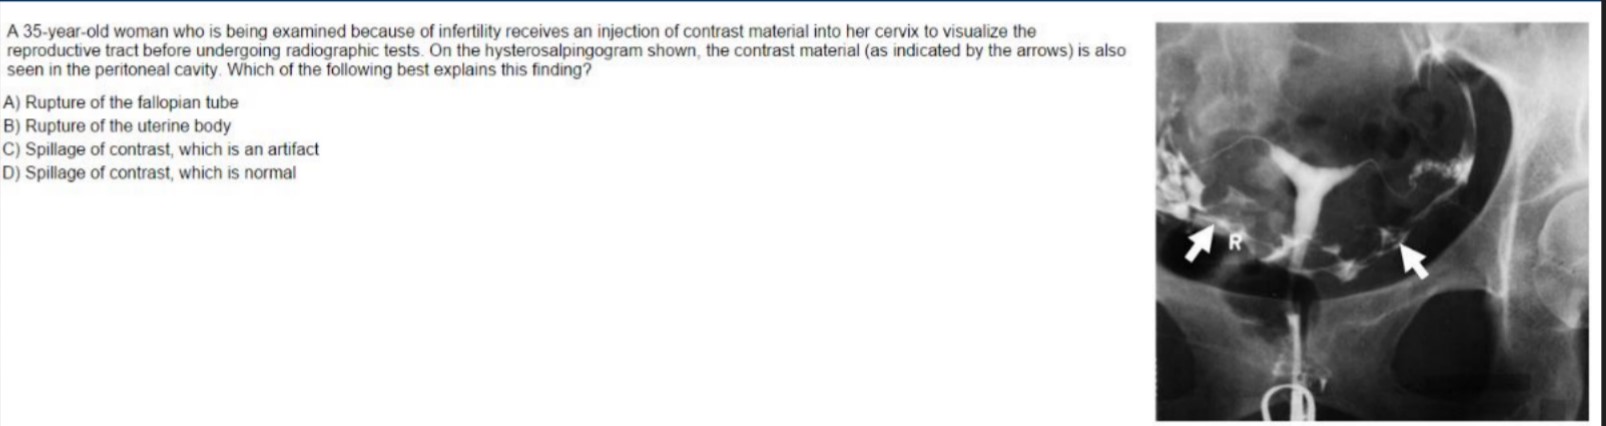 A 35-year-old woman who is being examined because of infertility receives an injection of contrast material into her cervix to visualize the
reproductive tract before undergoing radiographic tests. On the hysterosalpingogram shown, the contrast material (as indicated by the arrows) is also
seen in the peritoneal cavity. Which of the following best explains this finding?
A) Rupture of the fallopian tube
B) Rupture of the uterine body
C) Spillage of contrast, which is an artifact
D) Spillage of contrast, which is normal
R